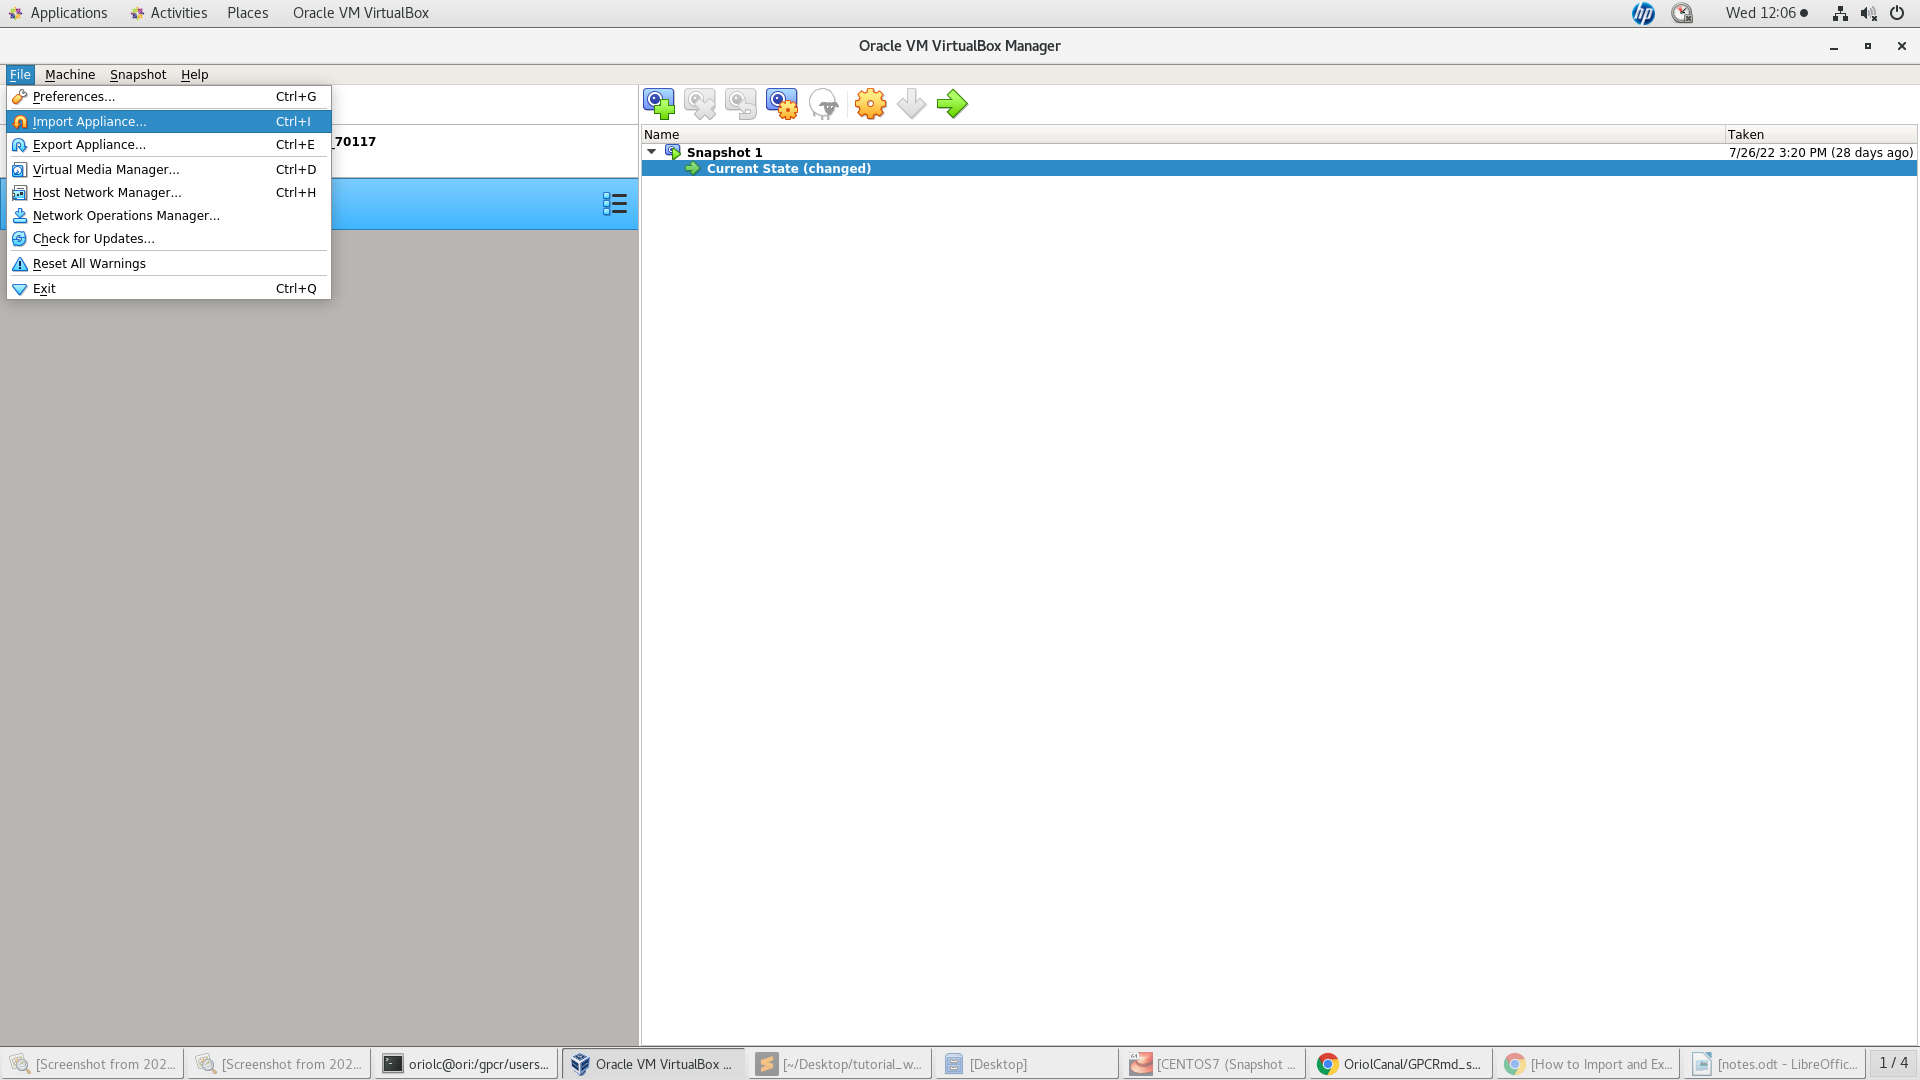 Applications Activities Places Oracle VM VirtualBox hp Wed 12:06
Oracle VM VirtualBox Manager
File Machine Snapshot Help
Preferences... Ctrl+G
Import Appliance... Ctrl+I
Export Appliance... Ctrl+E
Virtual Media Manager... Ctrl+D
Host Network Manager... Ctrl+H
Network Operations Manager...
Check for Updates...
Reset All Warnings
Exit Ctrl+Q
_70117
Name Taken
Snapshot 1 7/26/22 3:20 PM (28 days ago)
Current State (changed)
[Screenshot from 202... [Screenshot from 202... oriolc@ori:/gpcr/users... Oracle VM VirtualBox ... [~/Desktop/tutorial_w... [Desktop] [CENTOS7 (Snapshot ... OriolCanal/GPCRmd_s... [How to Import and Ex... [notes.odt - LibreOffic... 1 / 4